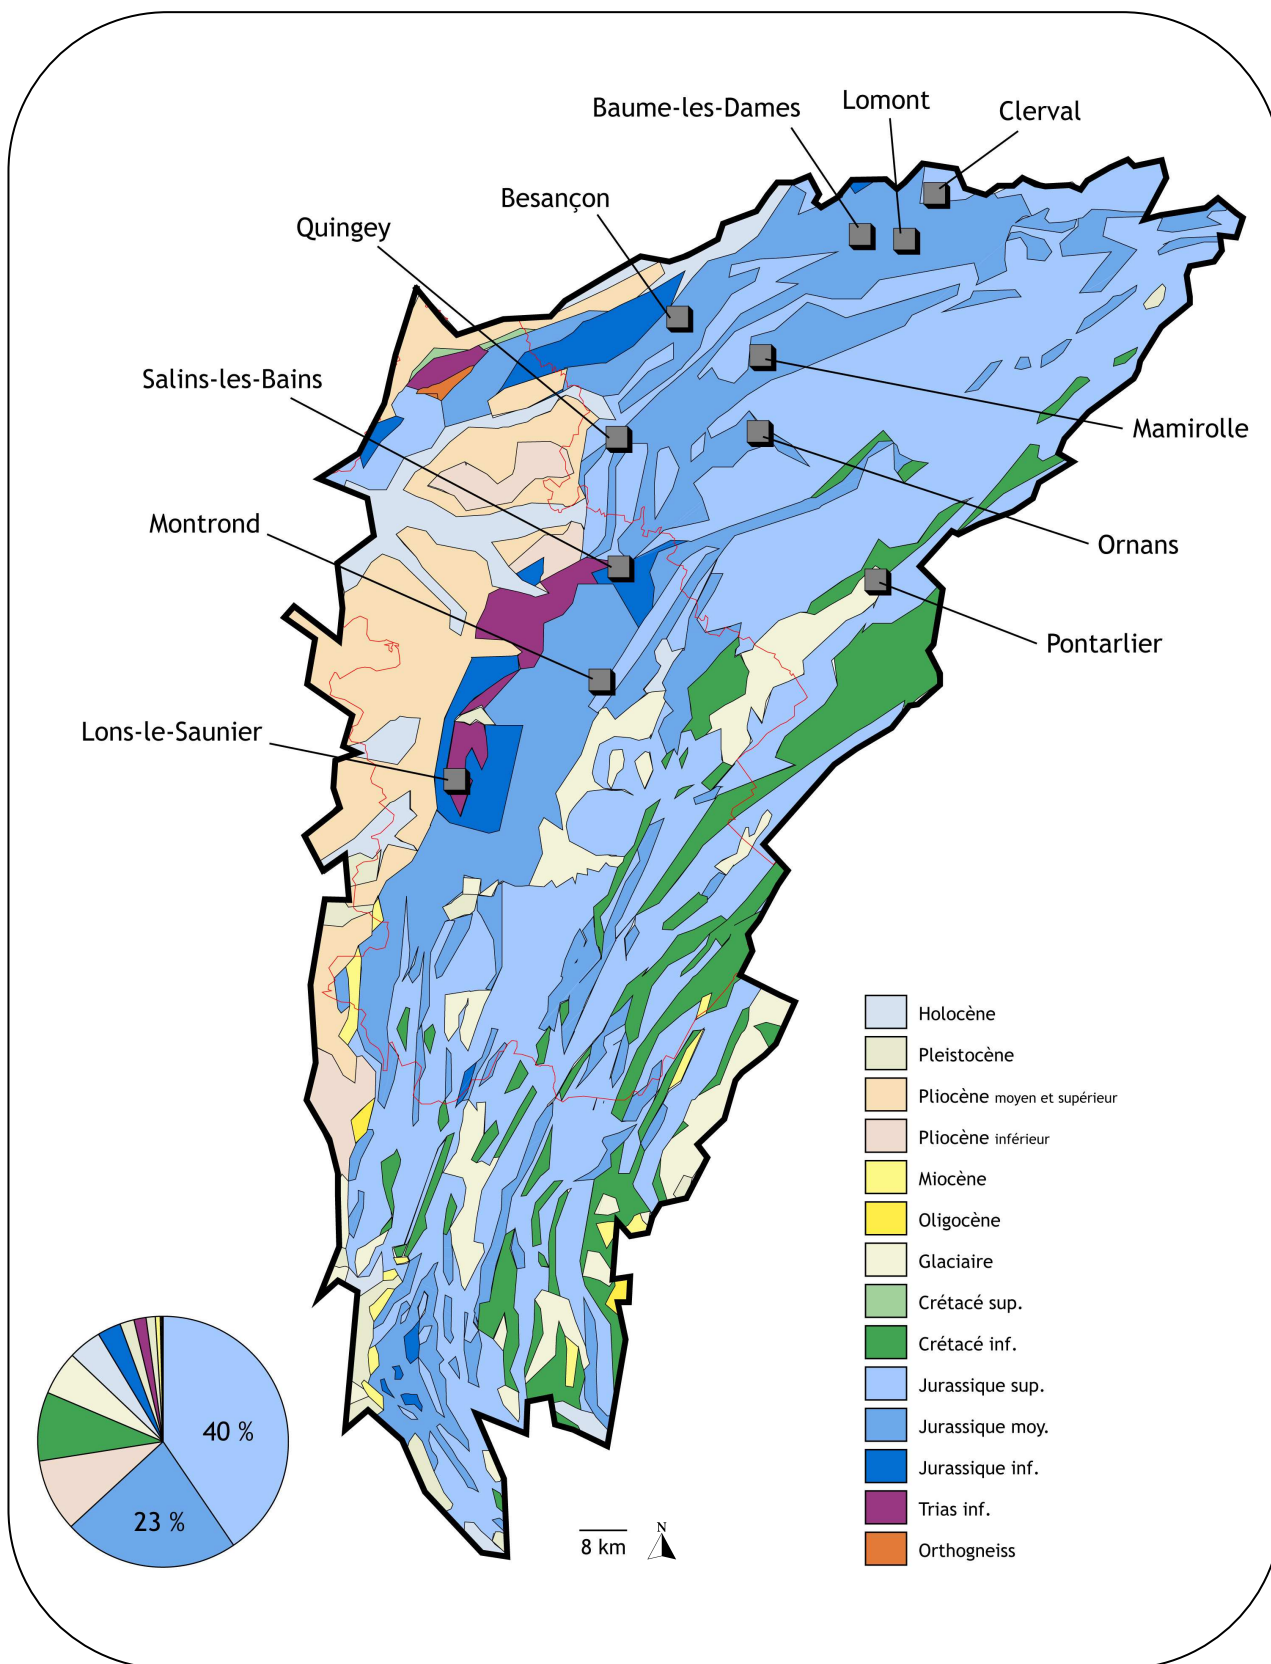 Baume-les-Dames
Lomont
Clerval
Besançon
Quingey
Salins-les-Bains
Mamirolle
Montrond
Ornans
Pontarlier
Lons-le-Saunier
Holocène
Pleistocène
Pliocène moyen et supérieur
Pliocène inférieur
Miocène
Oligocène
Glaciaire
Crétacé sup.
Crétacé inf.
Jurassique sup.
Jurassique moy.
Jurassique inf.
Trias inf.
Orthogneiss
40 %
23 %
8 km
N